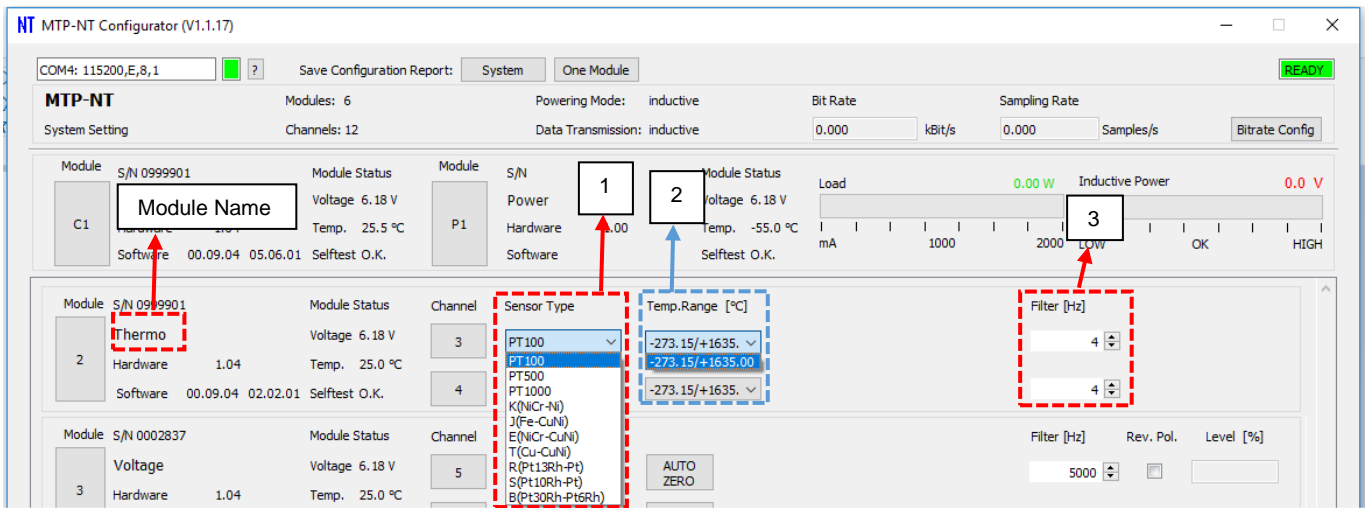 NT MTP-NT Configurator (V1.1.17)
COM4: 115200,E,8,1 ? Save Configuration Report: System One Module READY
MTP-NT Modules: 6 Powering Mode: inductive Bit Rate Sampling Rate
System Setting Channels: 12 Data Transmission: inductive 0.000 kBit/s 0.000 Samples/s Bitrate Config
Module S/N 0999901 Module Status Module S/N Module Status Load 0.00 W Inductive Power 0.0 V
Module Name Voltage 6.18 V Power 1 2 Voltage 6.18 V 3
C1 Hardware 1.04 Temp. 25.5 ºC P1 Hardware .00 Temp. -55.0 ºC mA 1000 2000 LOW OK HIGH
Software 00.09.04 05.06.01 Selftest O.K. Software Selftest O.K.
Module S/N 0999901 Module Status Channel Sensor Type Temp.Range [ºC] Filter [Hz]
Thermo Voltage 6.18 V 3 PT100 -273.15/+1635. 4
2 Hardware 1.04 Temp. 25.0 ºC PT100 -273.15/+1635.00
PT500
Software 00.09.04 02.02.01 Selftest O.K. 4 PT1000 -273.15/+1635. 4
K(NiCr-Ni)
J(Fe-CuNi)
Module S/N 0002837 Module Status Channel E(NiCr-CuNi) Filter [Hz] Rev. Pol. Level [%]
T(Cu-CuNi)
Voltage Voltage 6.18 V 5 R(Pt13Rh-Pt) AUTO ZERO 5000
S(Pt10Rh-Pt)
3 Hardware 1.04 Temp. 25.0 ºC B(Pt30Rh-Pt6Rh)